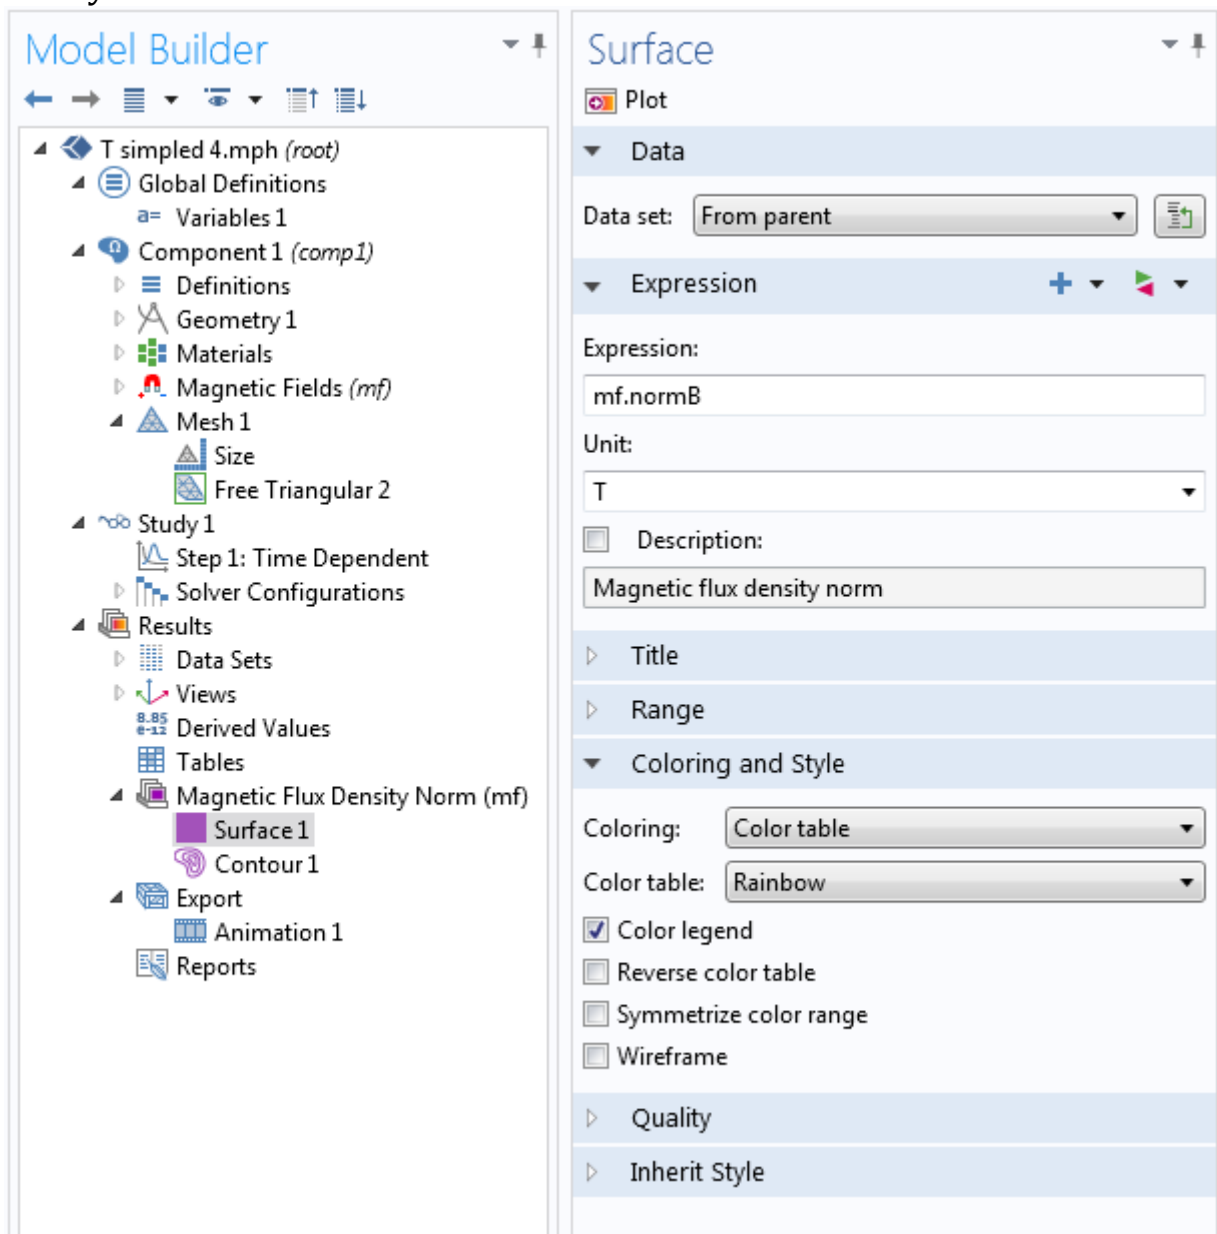 Model Builder
T simpled 4.mph (root)
Global Definitions
a= Variables 1
Component 1 (comp1)
Definitions
Geometry 1
Materials
Magnetic Fields (mf)
Mesh 1
Size
Free Triangular 2
Study 1
Step 1: Time Dependent
Solver Configurations
Results
Data Sets
Views
8.85
e-12
Derived Values
Tables
Magnetic Flux Density Norm (mf)
Surface 1
Contour 1
Export
Animation 1
Reports
Surface
Plot
Data
Data set: From parent
Expression
Expression:
mf.normB
Unit:
T
Description:
Magnetic flux density norm
Title
Range
Coloring and Style
Coloring: Color table
Color table: Rainbow
Color legend
Reverse color table
Symmetrize color range
Wireframe
Quality
Inherit Style